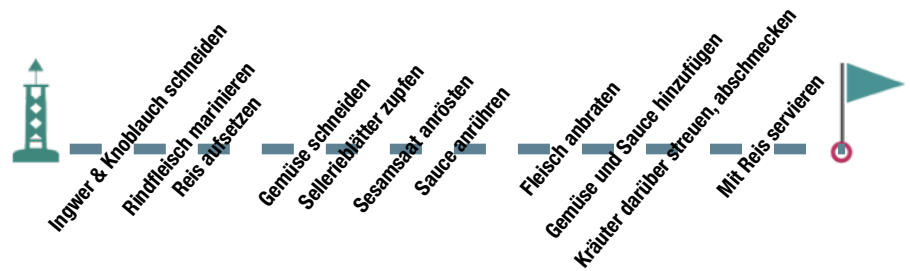 Ingwer & Knoblauch schneiden
Rindfleisch marinieren
Reis aufsetzen
Gemüse schneiden
Sellerieblätter zupfen
Sesamsaat anrösten
Sauce anrühren
Fleisch anbraten
Gemüse und Sauce hinzufügen
Kräuter darüber streuen, abschmecken
Mit Reis servieren